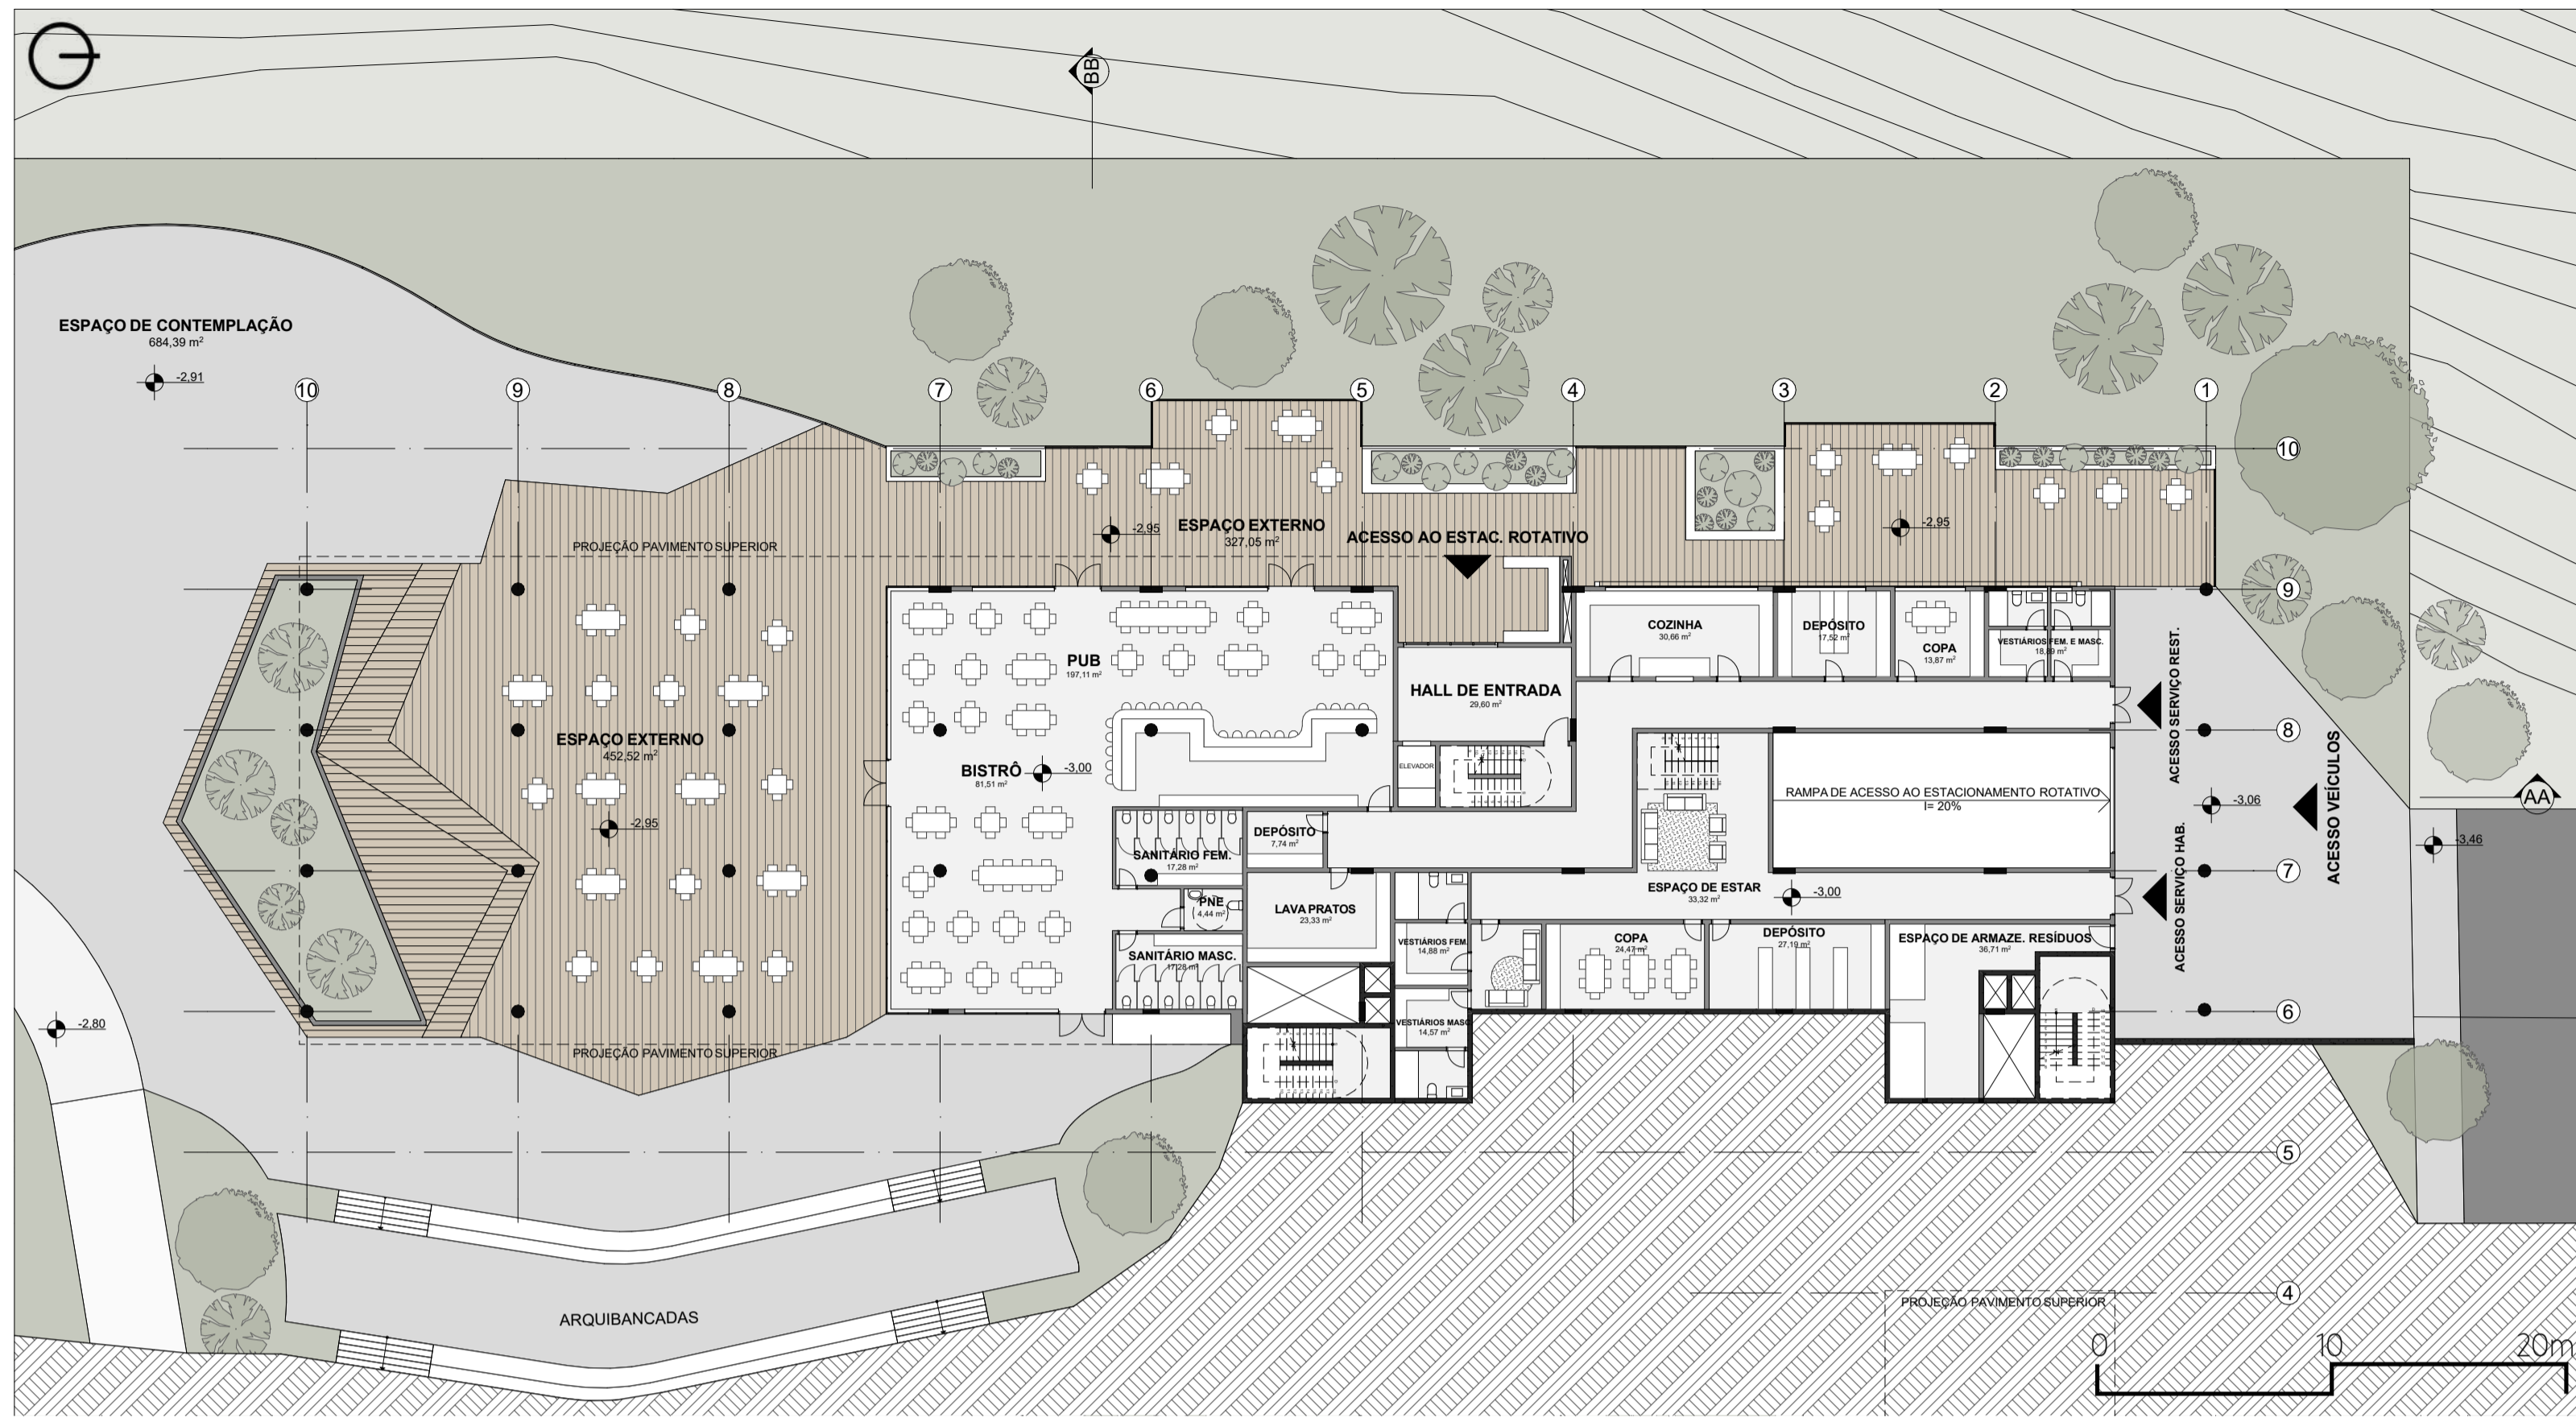 BB
ESPAÇO DE CONTEMPLAÇÃO
684,39 m²
-2,91
10
9
8
7
6
5
4
3
2
1
10
-2,95
ESPAÇO EXTERNO
327,05 m²
ACESSO AO ESTAC. ROTATIVO
-2,95
PROJEÇÃO PAVIMENTO SUPERIOR
9
COZINHA
30,66 m²
DEPÓSITO
17,52 m²
COPA
13,87 m²
VESTIÁRIOS FEM. E MASC.
ACESSO SERVIÇO REST.
PUB
197,11 m²
HALL DE ENTRADA
29,60 m²
8
ESPAÇO EXTERNO
452,52 m²
BISTRÔ
81,51 m²
-3,00
ELEVADOR
RAMPA DE ACESSO AO ESTACIONAMENTO ROTATIVO
I= 20%
-3,06
ACESSO VEÍCULOS
AA
-2,95
DEPÓSITO
7,74 m²
-3,46
SANITÁRIO FEM.
17,28 m²
7
ESPAÇO DE ESTAR
33,32 m²
-3,00
ACESSO SERVIÇO HAB.
PNE
4,44 m²
LAVA PRATOS
23,33 m²
VESTIÁRIOS FEM.
14,88 m²
COPA
24,47 m²
DEPÓSITO
27,19 m²
ESPAÇO DE ARMAZE. RESÍDUOS
36,71 m²
SANITÁRIO MASC.
17,28 m²
6
-2,80
VESTIÁRIOS MASC
14,57 m²
PROJEÇÃO PAVIMENTO SUPERIOR
5
4
PROJEÇÃO PAVIMENTO SUPERIOR
ARQUIBANCADAS
0 10 20m